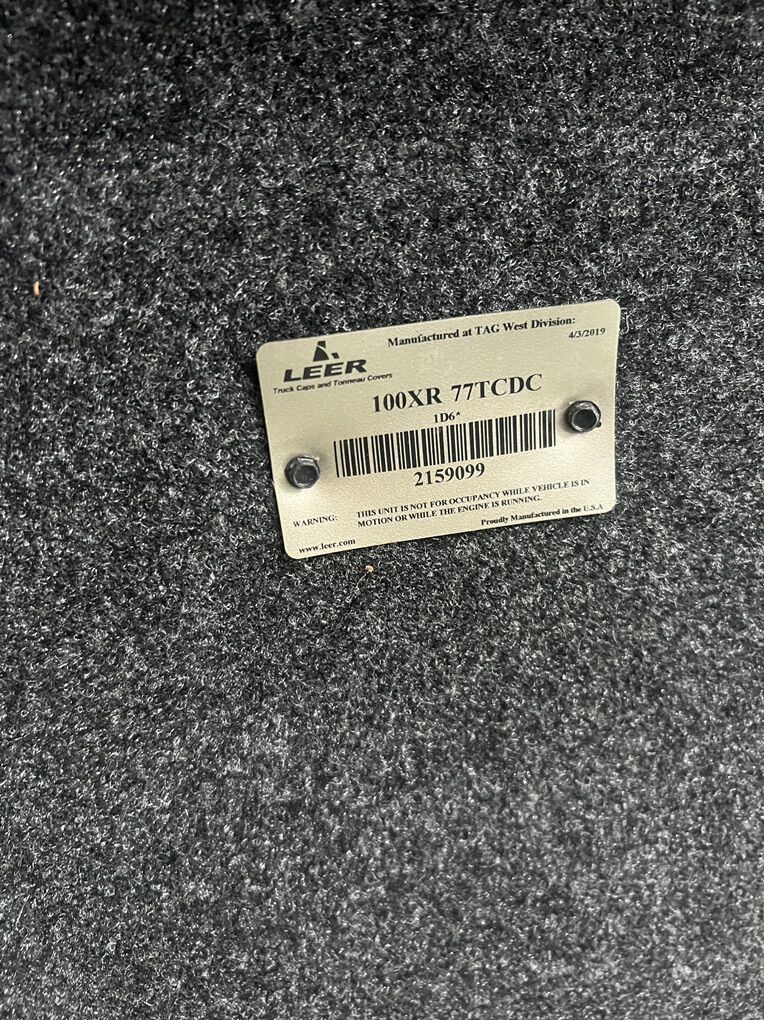 Manufactured at TAG West Division:
4/3/2019
LEER
Truck Caps and Tonneau Covers
100XR 77TCDC
1D6*
2159099
WARNING: THIS UNIT IS NOT FOR OCCUPANCY WHILE VEHICLE IS IN
MOTION OR WHILE THE ENGINE IS RUNNING.
www.leer.com
Proudly Manufactured in the U.S.A